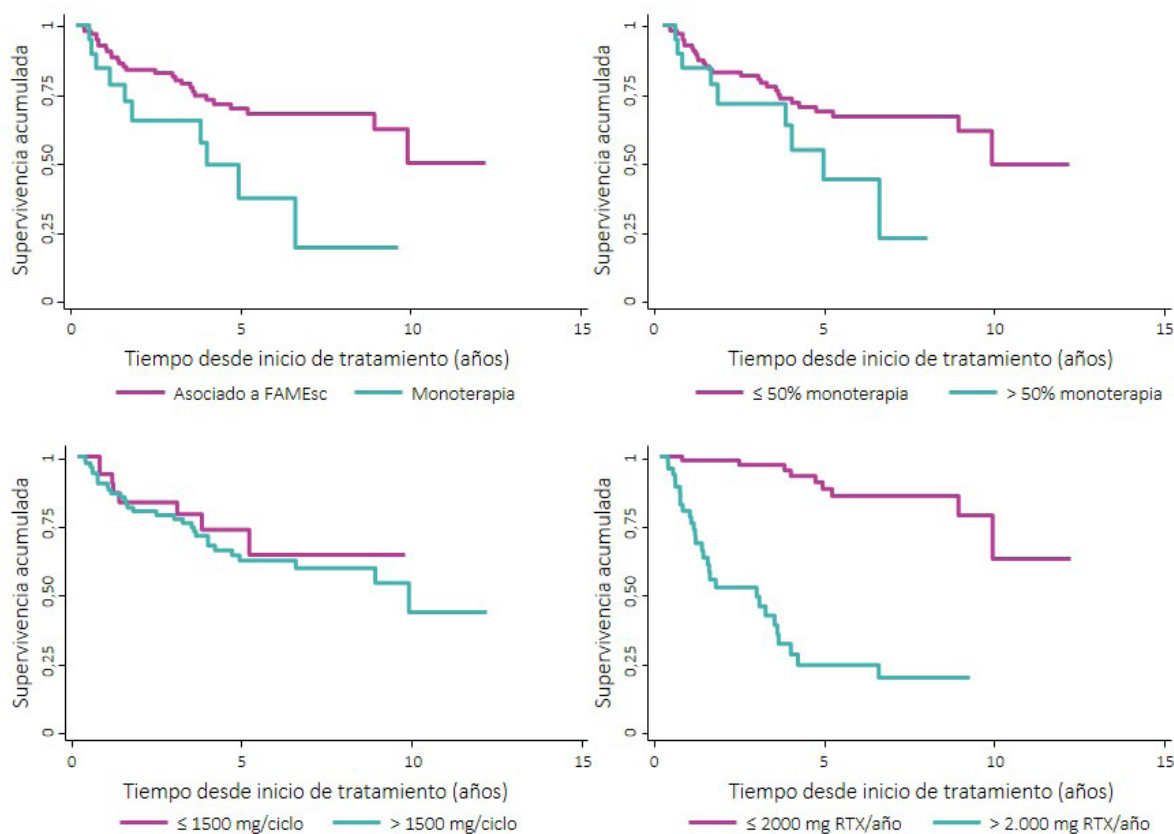 Supervivencia acumulada
1
0,75
0,50
0,25
0
0 5 10 15
Tiempo desde inicio de tratamiento (años)
Asociado a FAMEsc Monoterapia
Supervivencia acumulada
1
0,75
0,50
0,25
0
0 5 10 15
Tiempo desde inicio de tratamiento (años)
≤ 50% monoterapia > 50% monoterapia
Supervivencia acumulada
1
0,75
0,50
0,25
0
0 5 10 15
Tiempo desde inicio de tratamiento (años)
≤ 1500 mg/ciclo > 1500 mg/ciclo
Supervivencia acumulada
1
0,75
0,50
0,25
0
0 5 10 15
Tiempo desde inicio de tratamiento (años)
≤ 2000 mg RTX/año > 2.000 mg RTX/año